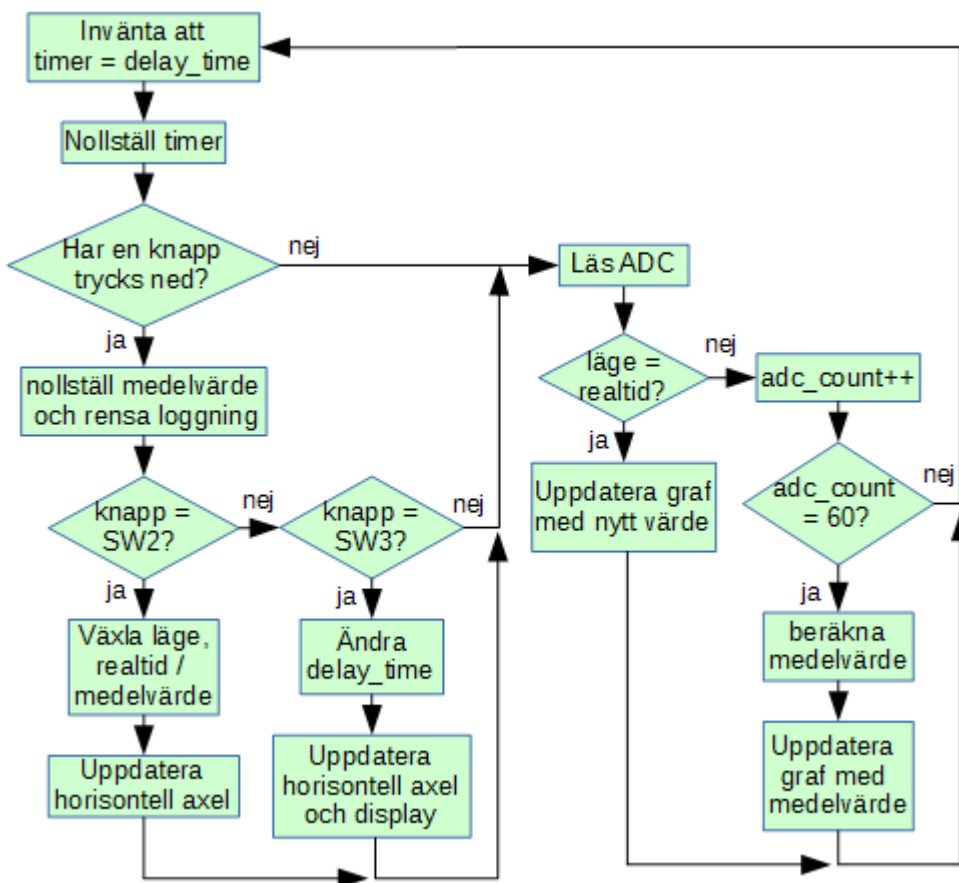 Invänta att
timer = delay_time
Nollställ timer
Har en knapp
trycks ned?
nej
ja
nollställ medelvärde
och rensa loggning
knapp =
SW2?
nej
ja
Växla läge,
realtid /
medelvärde
Uppdatera
horisontell axel
knapp =
SW3?
nej
ja
Ändra
delay_time
Uppdatera
horisontell axel
och display
Läs ADC
läge =
realtid?
nej
ja
Uppdatera graf
med nytt värde
adc_count++
adc_count
= 60?
nej
ja
beräkna
medelvärde
Uppdatera
graf med
medelvärde